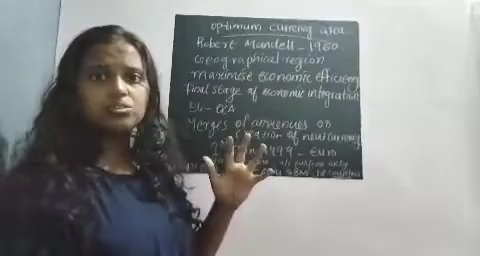 optimum currency area
Robert Mundell - 1960
Geographical region
maximise economic efficiency
final stage of economic integration
EU - OCA
Merges of currencies or
of new currency
1999 - Euro